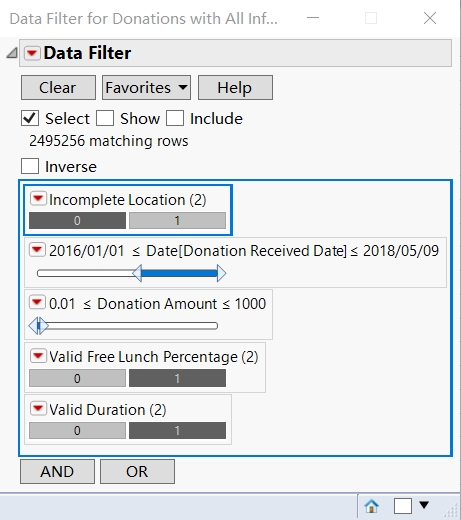 Data Filter for Donations with All Inf...
Data Filter
Clear Favorites Help
Select Show Include
2495256 matching rows
Inverse
Incomplete Location (2)
0 1
2016/01/01 ≤ Date[Donation Received Date] ≤ 2018/05/09
0.01 ≤ Donation Amount ≤ 1000
Valid Free Lunch Percentage (2)
0 1
Valid Duration (2)
0 1
AND OR